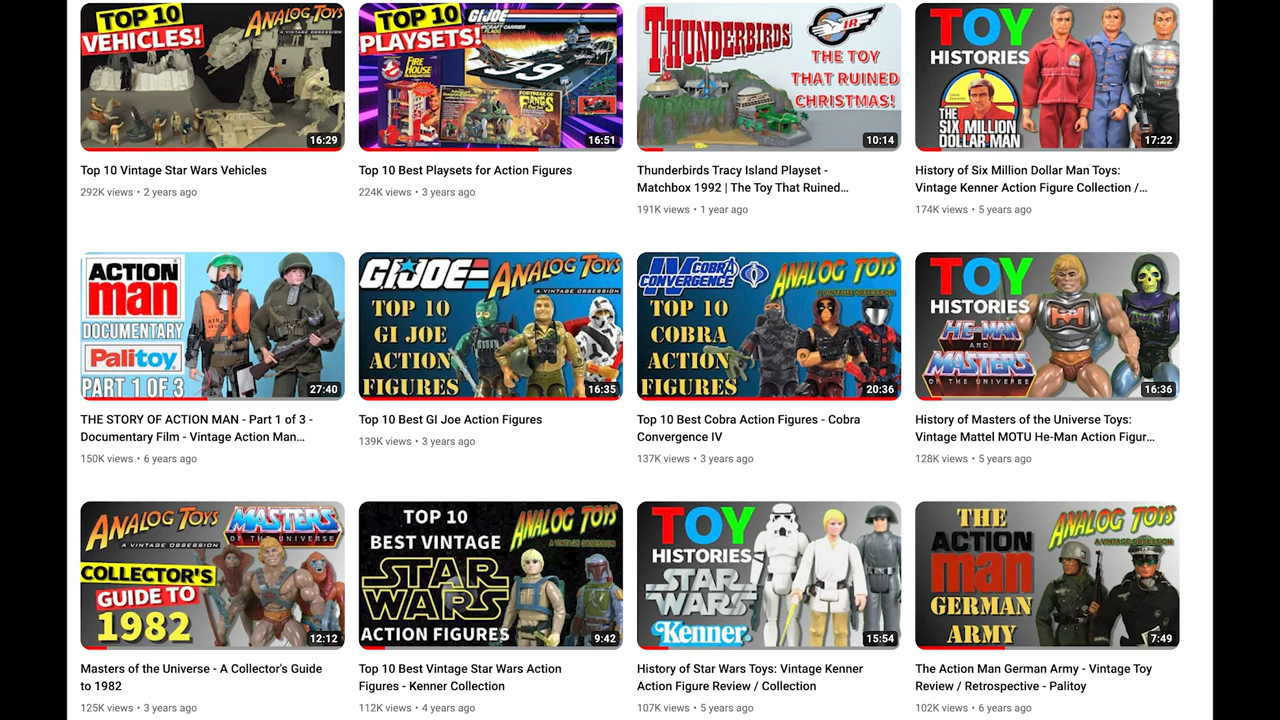 TOP 10
VEHICLES!
ANALOG TOYS
A VINTAGE OBSESSION
16:29
TOP 10
PLAYSETS!
GI JOE
AIRCRAFT CARRIER
FLAGG
99
FIRE
HOUSE
HEADQUARTERS
FORTRESS OF
FANGS
16:51
THUNDERBIRDS
IR
THE TOY
THAT RUINED
CHRISTMAS!
10:14
TOY
HISTORIES
THE
SIX MILLION
DOLLAR MAN
17:22
Top 10 Vintage Star Wars Vehicles
292K views • 2 years ago
Top 10 Best Playsets for Action Figures
224K views • 3 years ago
Thunderbirds Tracy Island Playset -
Matchbox 1992 | The Toy That Ruined...
191K views • 1 year ago
History of Six Million Dollar Man Toys:
Vintage Kenner Action Figure Collection /...
174K views • 5 years ago
ACTION
man
DOCUMENTARY
Palitoy
PART 1 OF 3
27:40
GI JOE
ANALOG TOYS
A VINTAGE OBSESSION
TOP 10
GI JOE
ACTION
FIGURES
16:35
IV COBRA
CONVERGENCE
ANALOG TOYS
A VINTAGE OBSESSION
TOP 10
COBRA
ACTION
FIGURES
20:36
TOY
HISTORIES
HE-MAN
AND
MASTERS
OF THE UNIVERSE
16:36
THE STORY OF ACTION MAN - Part 1 of 3 -
Documentary Film - Vintage Action Man...
150K views • 6 years ago
Top 10 Best GI Joe Action Figures
139K views • 3 years ago
Top 10 Best Cobra Action Figures - Cobra
Convergence IV
137K views • 3 years ago
History of Masters of the Universe Toys:
Vintage Mattel MOTU He-Man Action Figur...
128K views • 5 years ago
ANALOG TOYS
A VINTAGE OBSESSION
MASTERS
OF THE UNIVERSE
COLLECTOR'S
GUIDE TO
1982
12:12
TOP 10
BEST VINTAGE
STAR
WARS
ACTION FIGURES
ANALOG TOYS
A VINTAGE OBSESSION
9:42
TOY
HISTORIES
STAR
WARS
Kenner
15:54
THE
ACTION
man
GERMAN
ARMY
ANALOG TOYS
A VINTAGE OBSESSION
7:49
Masters of the Universe - A Collector's Guide
to 1982
125K views • 3 years ago
Top 10 Best Vintage Star Wars Action
Figures - Kenner Collection
112K views • 4 years ago
History of Star Wars Toys: Vintage Kenner
Action Figure Review / Collection
107K views • 5 years ago
The Action Man German Army - Vintage Toy
Review / Retrospective - Palitoy
102K views • 6 years ago